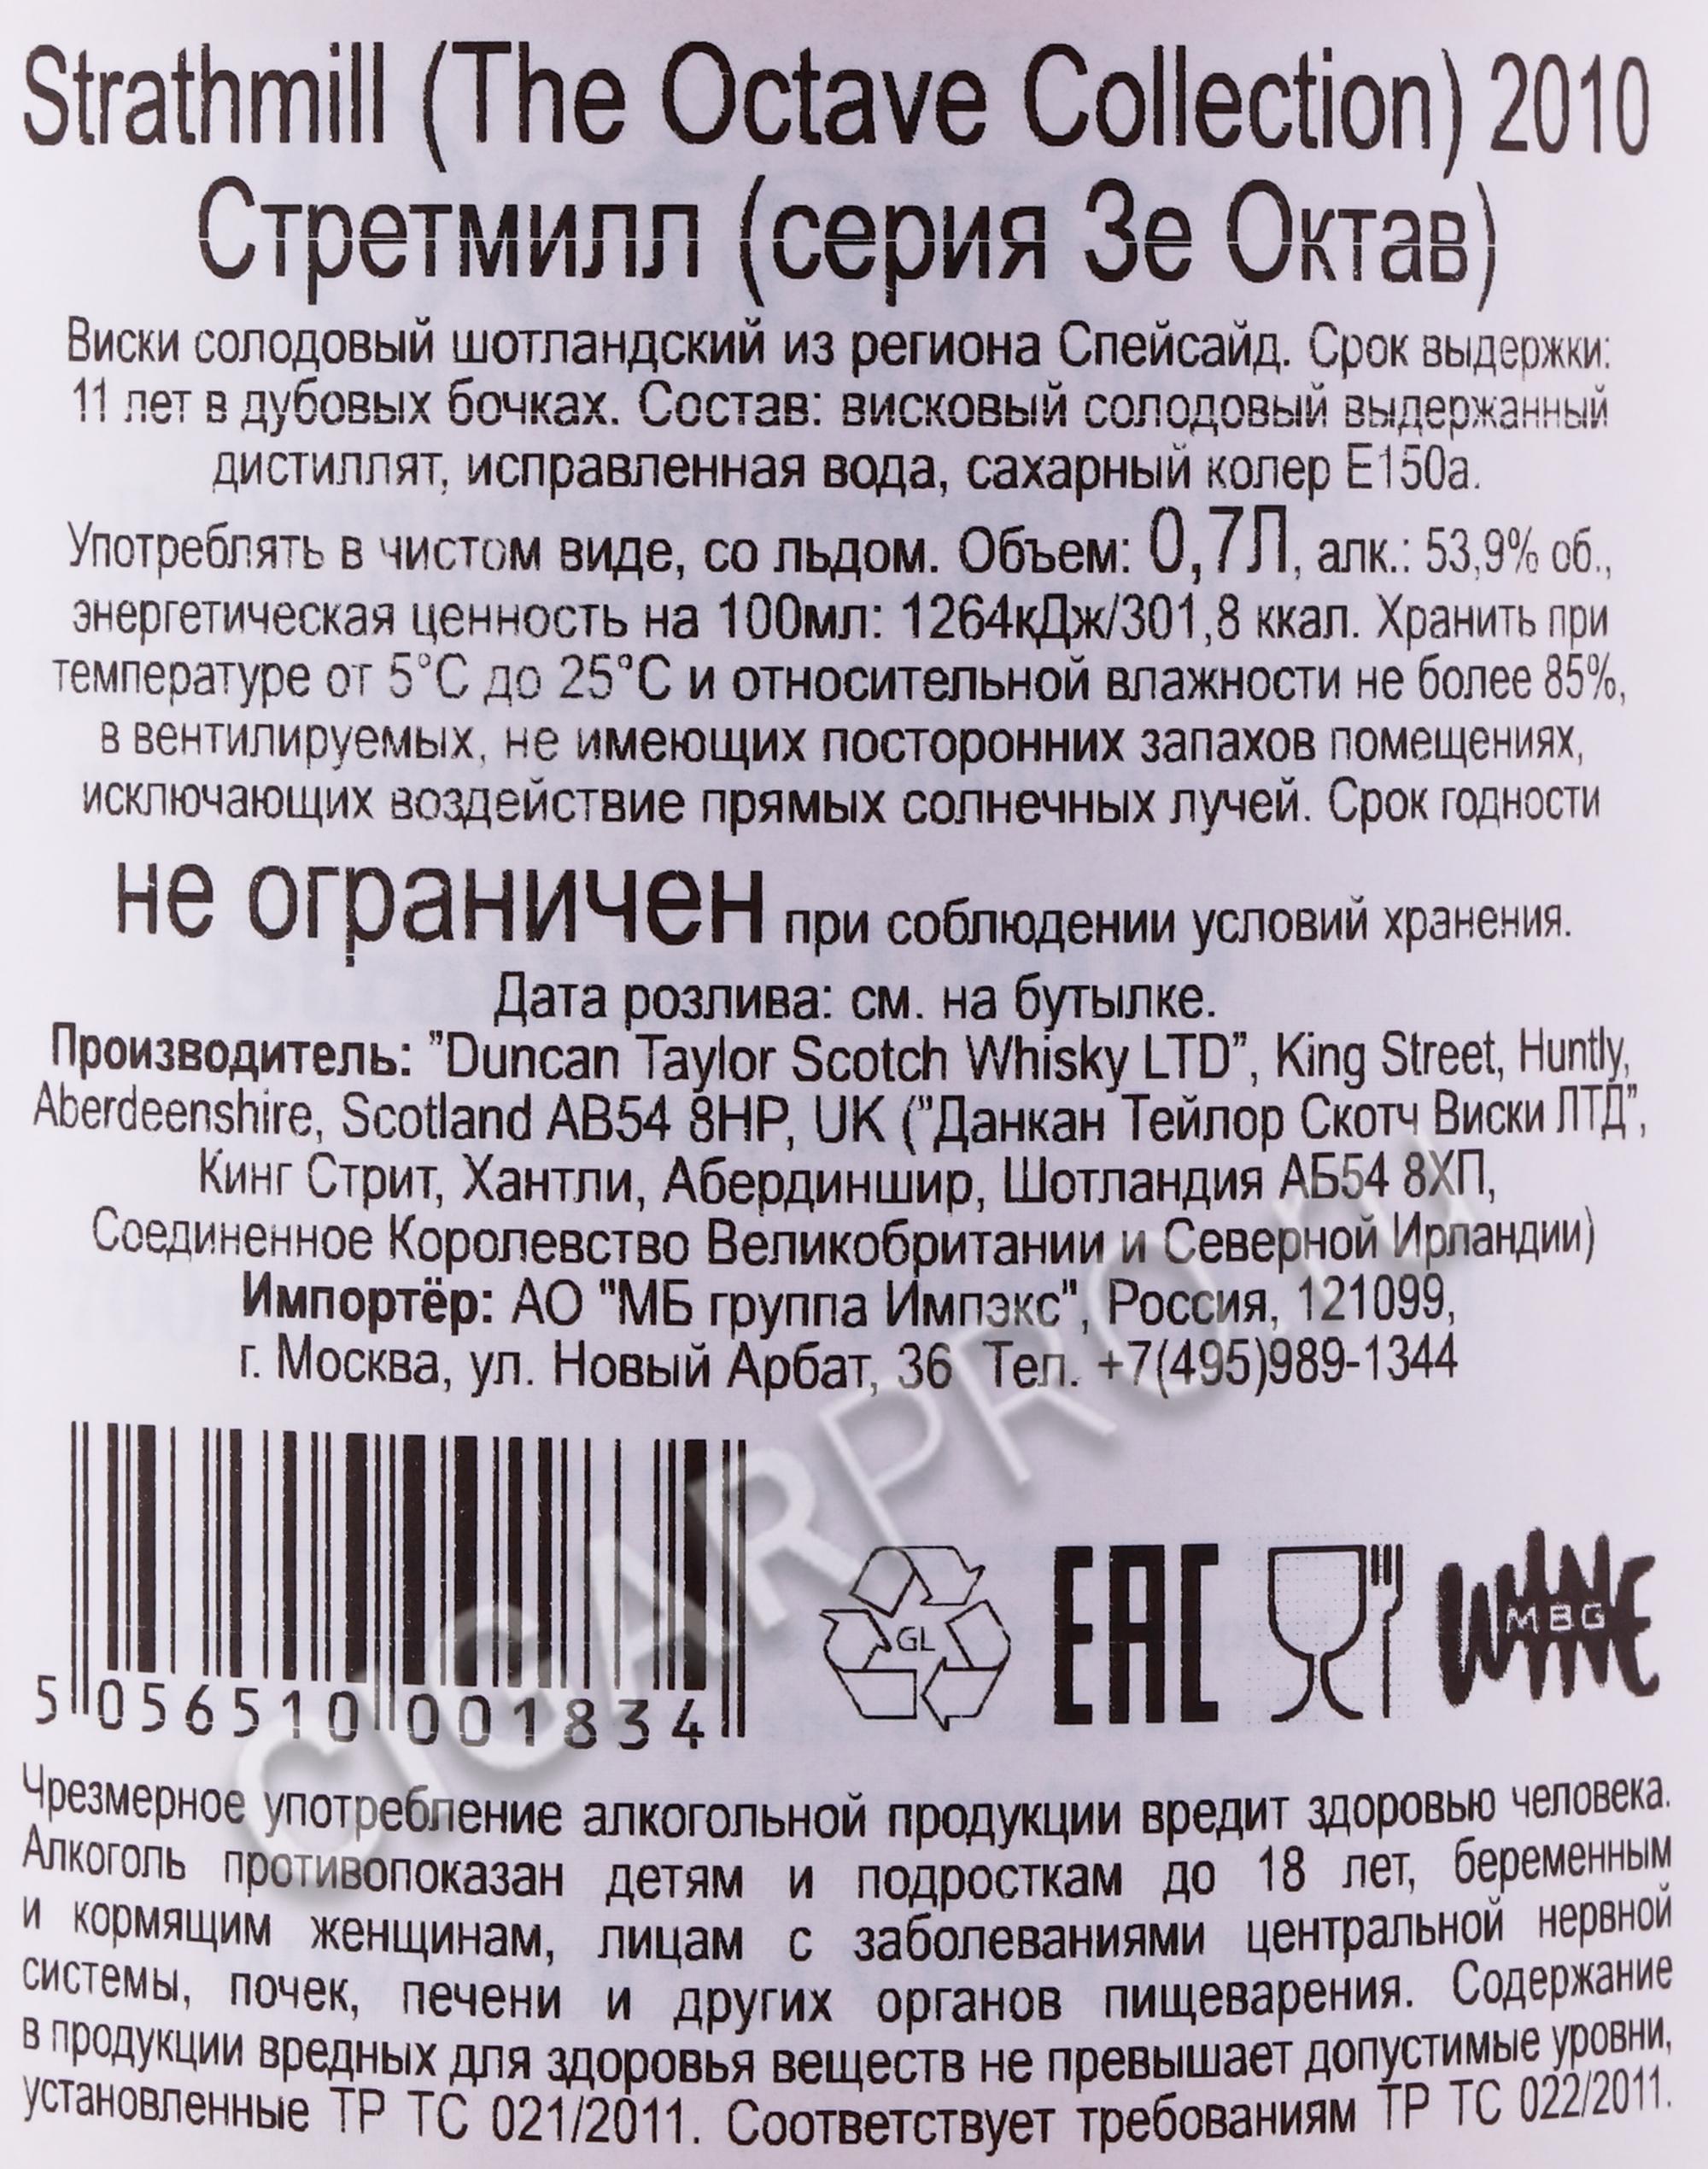 Strathmill (The Octave Collection) 2010
Стретмилл (серия Зе Октав)
Виски солодовый шотландский из региона Спейсайд. Срок выдержки:
11 лет в дубовых бочках. Состав: висковый солодовый выдержанный
дистиллят, исправленная вода, сахарный колер Е150а.
Употреблять в чистом виде, со льдом. Объем: 0,7Л, алк.: 53,9% об.,
энергетическая ценность на 100мл: 1264кДж/301,8 ккал. Хранить при
температуре от 5°С до 25°С и относительной влажности не более 85%,
в вентилируемых, не имеющих посторонних запахов помещениях,
исключающих воздействие прямых солнечных лучей. Срок годности
не ограничен при соблюдении условий хранения.
Дата розлива: см. на бутылке.
Производитель: "Duncan Taylor Scotch Whisky LTD", King Street, Huntly,
Aberdeenshire, Scotland AB54 8HP, UK ("Данкан Тейлор Скотч Виски ЛТД",
Кинг Стрит, Хантли, Абердиншир, Шотландия АБ54 8ХП,
Соединенное Королевство Великобритании и Северной Ирландии)
Импортёр: АО "МБ группа Импэкс", Россия, 121099,
г. Москва, ул. Новый Арбат, 36 Тел. +7(495)989-1344
5 056510 001834
GL
EAC
WINE
MBG
CIGARPRO.ru
Чрезмерное употребление алкогольной продукции вредит здоровью человека.
Алкоголь противопоказан детям и подросткам до 18 лет, беременным
и кормящим женщинам, лицам с заболеваниями центральной нервной
системы, почек, печени и других органов пищеварения. Содержание
в продукции вредных для здоровья веществ не превышает допустимые уровни,
установленные ТР ТС 021/2011. Соответствует требованиям ТР ТС 022/2011.